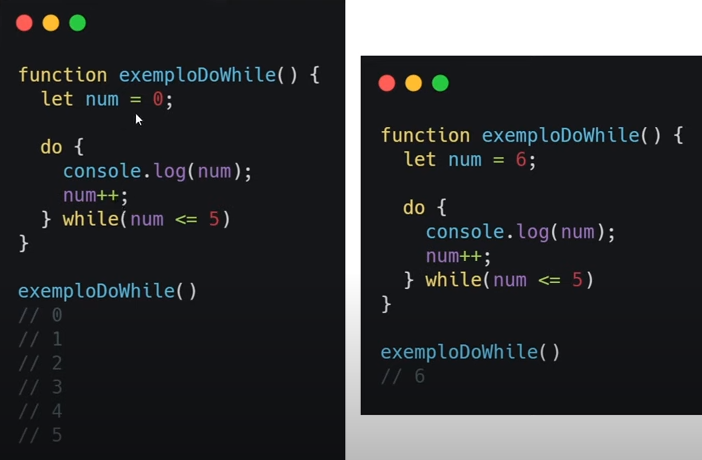 function exemploDoWhile() {
  let num = 0;

  do {
    console.log(num);
    num++;
  } while(num <= 5)
}

exemploDoWhile()
// 0
// 1
// 2
// 3
// 4
// 5

function exemploDoWhile() {
  let num = 6;

  do {
    console.log(num);
    num++;
  } while(num <= 5)
}

exemploDoWhile()
// 6